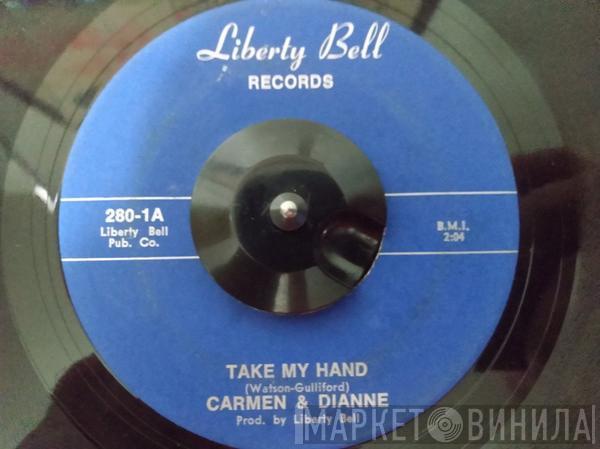 Liberty Bell
RECORDS
280-1A
Liberty Bell
Pub. Co.
B.M.I.
2:04
TAKE MY HAND
(Watson-Gulliford)
CARMEN & DIANNE
Prod. by Liberty Bell
МАРКЕТ ВИНИЛА